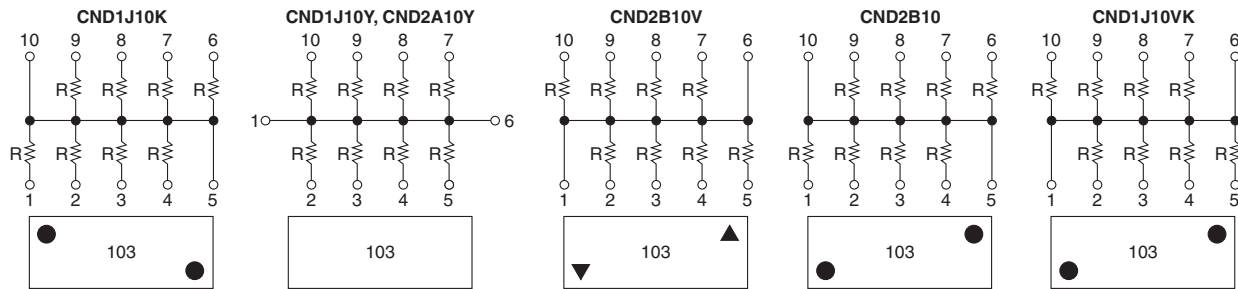 CND1J10K
10 9 8 7 6
R R R R
R R R R
1 2 3 4 5
103
CND1J10Y, CND2A10Y
10 9 8 7
R R R R
1 6
R R R R
2 3 4 5
103
CND2B10V
10 9 8 7 6
R R R R
R R R R
1 2 3 4 5
103
CND2B10
10 9 8 7 6
R R R R
R R R R
1 2 3 4 5
103
CND1J10VK
10 9 8 7 6
R R R R
R R R R
1 2 3 4 5
103